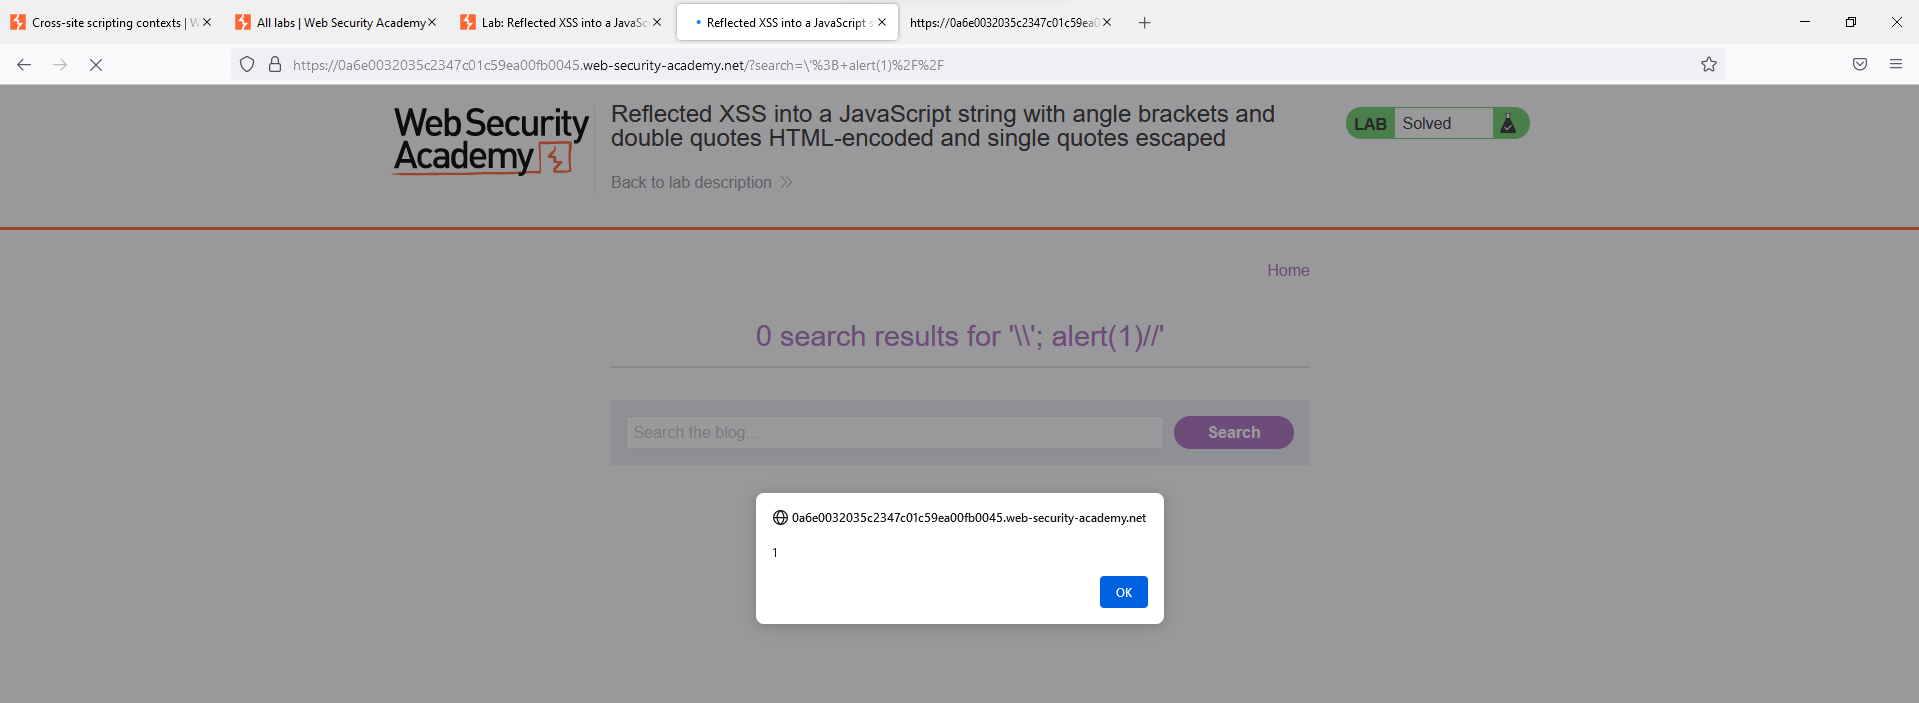 Cross-site scripting contexts | W
All labs | Web Security Academy
Lab: Reflected XSS into a JavaSc
Reflected XSS into a JavaScript s
https://0a6e0032035c2347c01c59ea0
https://0a6e0032035c2347c01c59ea00fb0045.web-security-academy.net/?search=\'%3B+alert(1)%2F%2F
Web Security
Academy
Reflected XSS into a JavaScript string with angle brackets and
double quotes HTML-encoded and single quotes escaped
Back to lab description
LAB Solved
Home
0 search results for '\\'; alert(1)//'
Search the blog...
Search
0a6e0032035c2347c01c59ea00fb0045.web-security-academy.net
1
OK